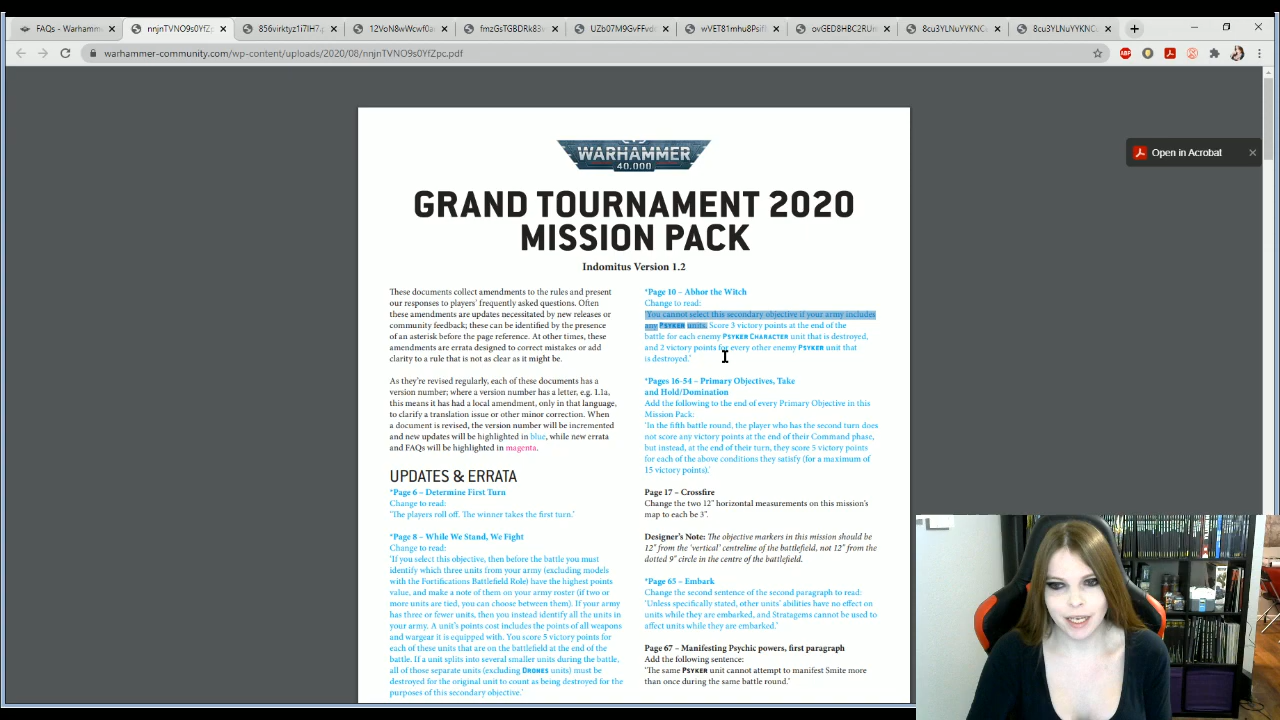 FAQs - Warhamm
nnjnTVNO9s0YfZp
856virktyz1i7lH7.p
fmzGsTGBDRk83v
ovGED8HBC2RUn
8cu3YLNuYYKNC
8cu3YLNuYYKNC
warhammer-community.com/wp-content/uploads/2020/08/nnjnTVNO9s0YfZpc.pdf
ABP
Open in Acrobat
WARHAMMER
40,000
GRAND TOURNAMENT 2020
MISSION PACK
Indomitus Version 1.2
These documents collect amendments to the rules and present
our responses to players' frequently asked questions. Often
these amendments are updates necessitated by new releases or
community feedback; these can be identified by the presence
of an asterisk before the page reference. At other times, these
amendments are errata designed to correct mistakes or add
clarity to a rule that is not as clear as it might be.
As they're revised regularly, each of these documents has a
version number; where a version number has a letter, e.g. 1.1a,
this means it has had a local amendment, only in that language,
to clarify a translation issue or other minor correction. When
a document is revised, the version number will be incremented
and new updates will be highlighted in blue, while new errata
and FAQs will be highlighted in magenta.
UPDATES & ERRATA
*Page 6 – Determine First Turn
Change to read:
'The players roll off. The winner takes the first turn.'
*Page 8 – While We Stand, We Fight
Change to read:
'If you select this objective, then before the battle you must
identify which three units from your army (excluding models
with the Fortifications Battlefield Role) have the highest points
value, and make a note of them on your army roster (if two or
more units are tied, you can choose between them). If your army
has three or fewer units, then you instead identify all the units in
your army. A unit's points cost includes the points of all weapons
and wargear it is equipped with. You score 5 victory points for
each of these units that are on the battlefield at the end of the
battle. If a unit splits into several smaller units during the battle,
all of those separate units (excluding DRONES units) must be
destroyed for the original unit to count as being destroyed for the
purposes of this secondary objective.'
*Page 10 – Abhor the Witch
Change to read:
'You cannot select this secondary objective if your army includes
any PSYKER units. Score 3 victory points at the end of the
battle for each enemy PSYKER CHARACTER unit that is destroyed,
and 2 victory points for every other enemy PSYKER unit that
is destroyed.'
*Pages 16-54 – Primary Objectives, Take
and Hold/Domination
Add the following to the end of every Primary Objective in this
Mission Pack:
'In the fifth battle round, the player who has the second turn does
not score any victory points at the end of their Command phase,
but instead, at the end of their turn, they score 5 victory points
for each of the above conditions they satisfy (for a maximum of
15 victory points).'
Page 17 – Crossfire
Change the two 12" horizontal measurements on this mission's
map to each be 3".
Designer's Note: The objective markers in this mission should be
12" from the 'vertical' centreline of the battlefield, not 12" from the
dotted 9" circle in the centre of the battlefield.
*Page 65 – Embark
Change the second sentence of the second paragraph to read:
'Unless specifically stated, other units' abilities have no effect on
units while they are embarked, and Stratagems cannot be used to
affect units while they are embarked.'
Page 67 – Manifesting Psychic powers, first paragraph
Add the following sentence:
'The same PSYKER unit cannot attempt to manifest Smite more
than once during the same battle round.'